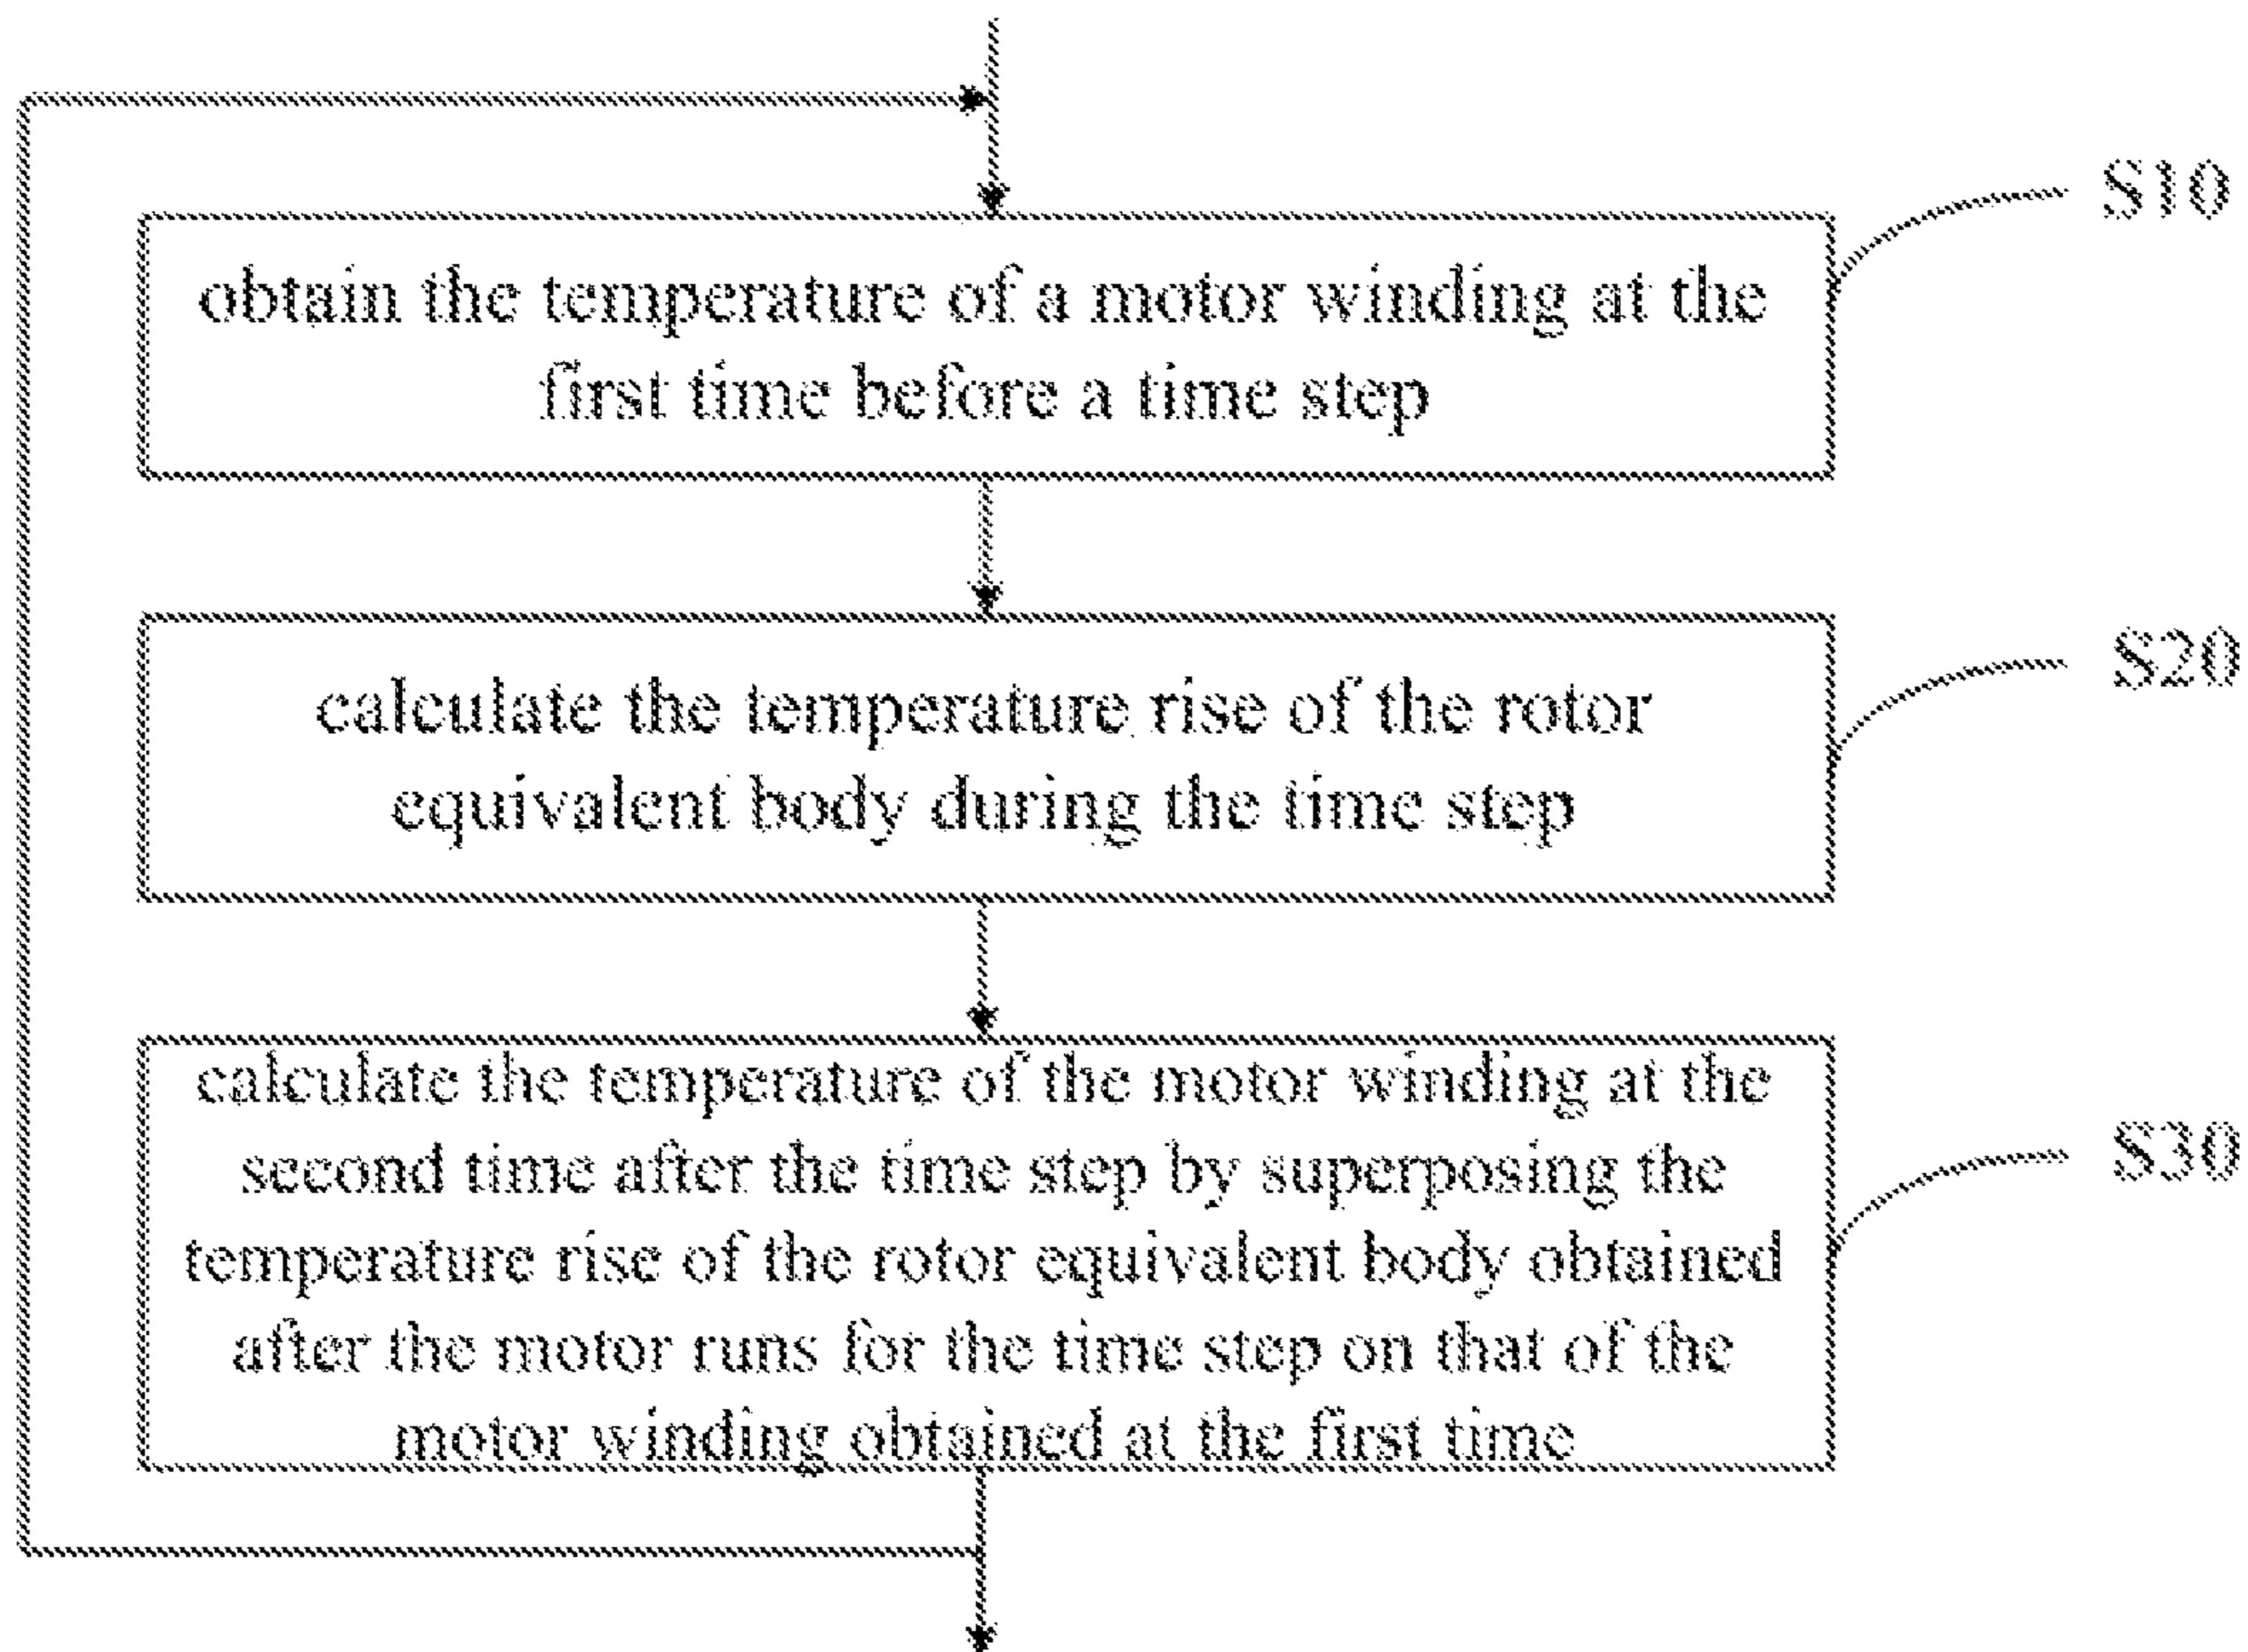 S10
obtain the temperature of a motor winding at the
first time before a time step
S20
calculate the temperature rise of the rotor
equivalent body during the time step
calculate the temperature of the motor winding at the
second time after the time step by superposing the
S30
temperature rise of the rotor equivalent body obtained
after the motor runs for the time step on that of the
motor winding obtained at the first time